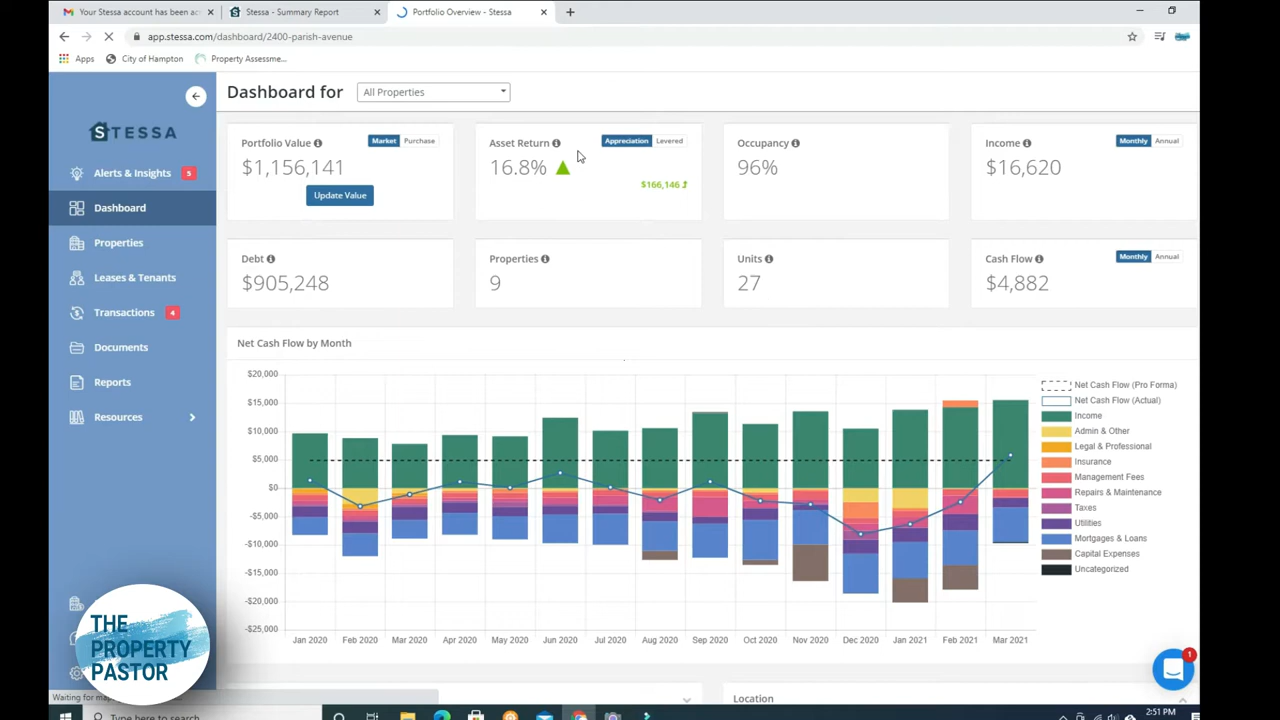 Your Stessa account has been ac
Stessa - Summary Report
Portfolio Overview - Stessa
app.stessa.com/dashboard/2400-parish-avenue
Apps
City of Hampton
Property Assessme...
STESSA
Alerts & Insights 5
Dashboard
Properties
Leases & Tenants
Transactions 4
Documents
Reports
Resources
THE
PROPERTY
PASTOR
Dashboard for All Properties
Portfolio Value Market Purchase
$1,156,141
Update Value
Asset Return Appreciation Levered
16.8%
$166,146
Occupancy
96%
Income Monthly Annual
$16,620
Debt
$905,248
Properties
9
Units
27
Cash Flow Monthly Annual
$4,882
Net Cash Flow by Month
$20,000
$15,000
$10,000
$5,000
$0
-$5,000
-$10,000
-$15,000
-$20,000
-$25,000
Jan 2020 Feb 2020 Mar 2020 Apr 2020 May 2020 Jun 2020 Jul 2020 Aug 2020 Sep 2020 Oct 2020 Nov 2020 Dec 2020 Jan 2021 Feb 2021 Mar 2021
Net Cash Flow (Pro Forma)
Net Cash Flow (Actual)
Income
Admin & Other
Legal & Professional
Insurance
Management Fees
Repairs & Maintenance
Taxes
Utilities
Mortgages & Loans
Capital Expenses
Uncategorized
1
Location
Waiting for
Type here to search
2:51 PM